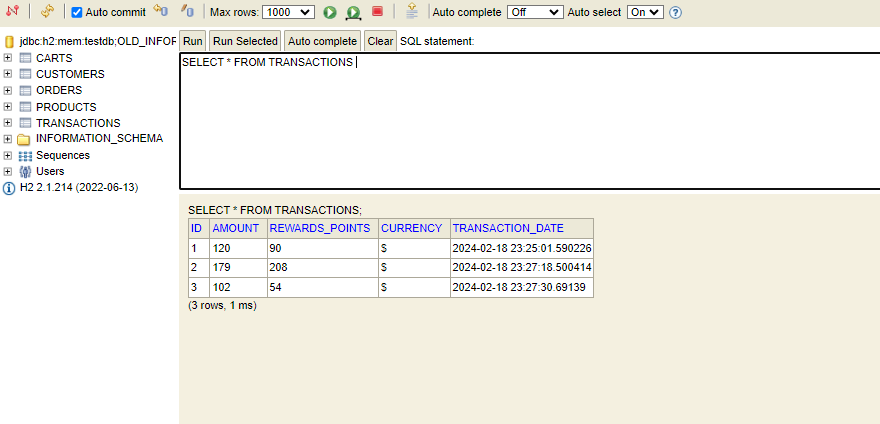 Auto commit Max rows: 1000 Auto complete Off Auto select On ?
jdbc:h2:mem:testdb;OLD_INFOR
CARTS
CUSTOMERS
ORDERS
PRODUCTS
TRANSACTIONS
INFORMATION_SCHEMA
Sequences
Users
H2 2.1.214 (2022-06-13)
Run Run Selected Auto complete Clear SQL statement:
SELECT * FROM TRANSACTIONS
SELECT * FROM TRANSACTIONS;
ID AMOUNT REWARDS_POINTS CURRENCY TRANSACTION_DATE
1 120 90 $ 2024-02-18 23:25:01.590226
2 179 208 $ 2024-02-18 23:27:18.500414
3 102 54 $ 2024-02-18 23:27:30.69139
(3 rows, 1 ms)